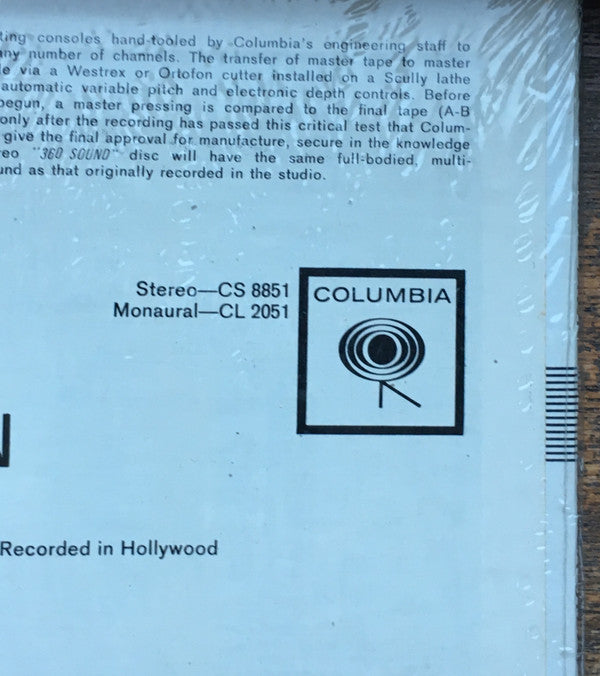 ting consoles hand-tooled by Columbia's engineering staff to
any number of channels. The transfer of master tape to master
e via a Westrex or Ortofon cutter installed on a Scully lathe
automatic variable pitch and electronic depth controls. Before
begun, a master pressing is compared to the final tape (A-B
only after the recording has passed this critical test that Colum-
give the final approval for manufacture, secure in the knowledge
reo "360 SOUND" disc will have the same full-bodied, multi-
und as that originally recorded in the studio.
Stereo—CS 8851
Monaural—CL 2051
COLUMBIA
Recorded in Hollywood